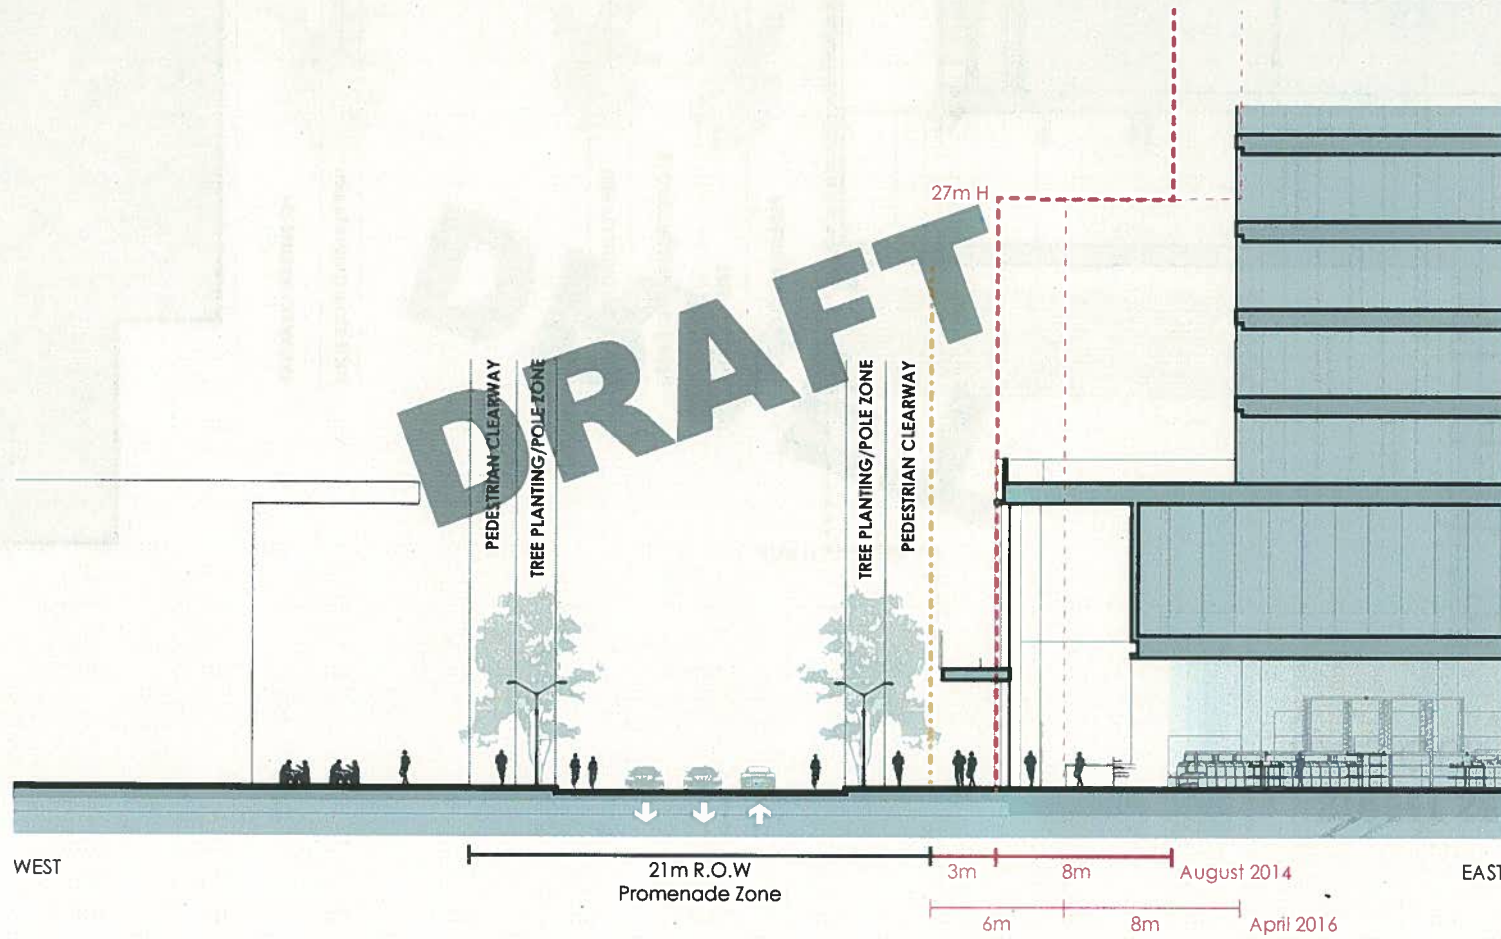 27m H
DRAFT
PEDESTRIAN CLEARWAY
TREE PLANTING/POLE ZONE
TREE PLANTING/POLE ZONE
PEDESTRIAN CLEARWAY
WEST
21m R.O.W
Promenade Zone
3m
8m
August 2014
EAST
6m
8m
April 2016